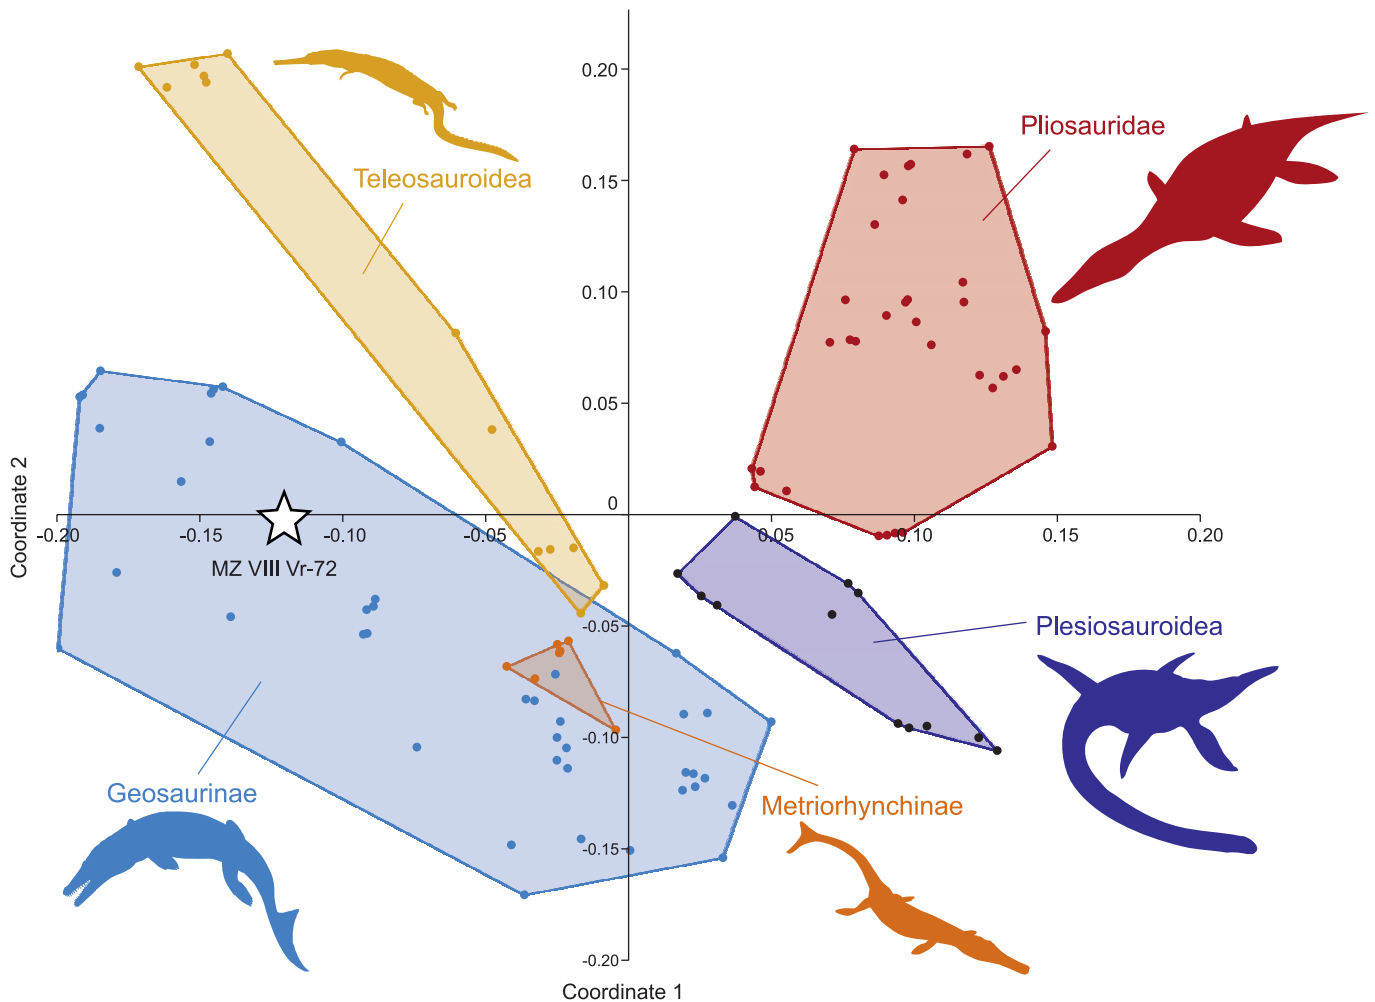 0.20
Pliosauridae
Teleosauroidea
0.15
0.10
0.05
Coordinate 2
0
-0.20
-0.15
-0.10
-0.05
0.05
0.10
0.15
0.20
MZ VIII Vr-72
-0.05
Plesiosauroidea
-0.10
Geosaurinae
Metriorhynchinae
-0.15
-0.20
Coordinate 1